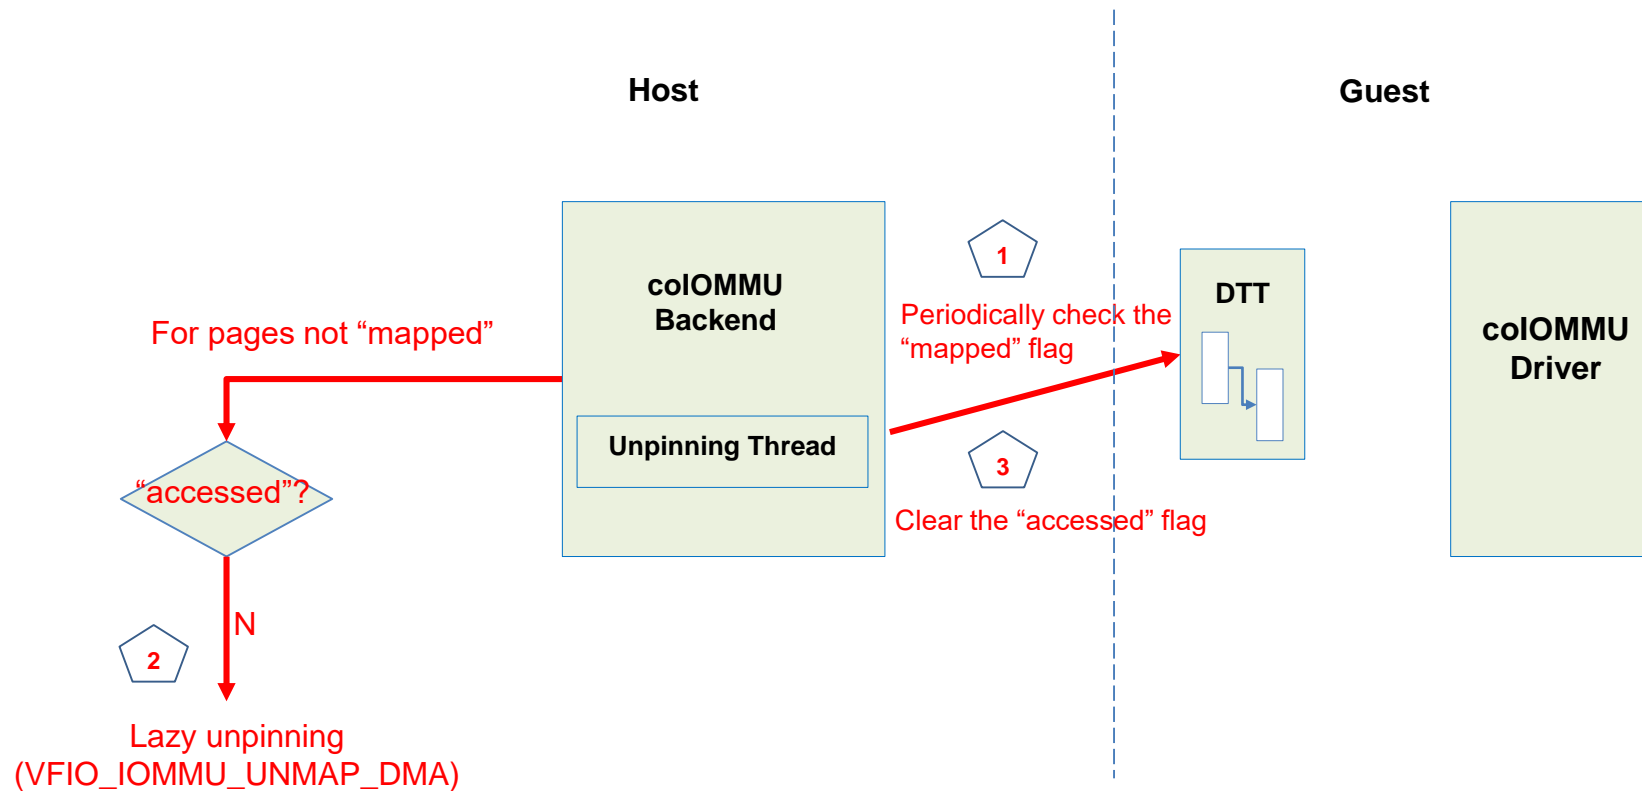 Host
Guest
coIOMMU
Backend
Unpinning Thread
1
Periodically check the
“mapped” flag
3
Clear the “accessed” flag
DTT
coIOMMU
Driver
For pages not “mapped”
“accessed”?
N
2
Lazy unpinning
(VFIO_IOMMU_UNMAP_DMA)